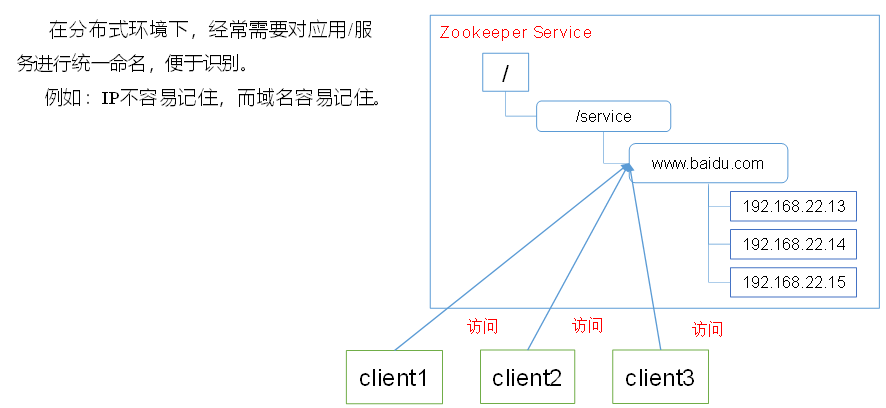 在分布式环境下，经常需要对应用/服
务进行统一命名，便于识别。
例如：IP不容易记住，而域名容易记住。
Zookeeper Service
/
/service
www.baidu.com
192.168.22.13
192.168.22.14
192.168.22.15
访问
访问
访问
client1
client2
client3